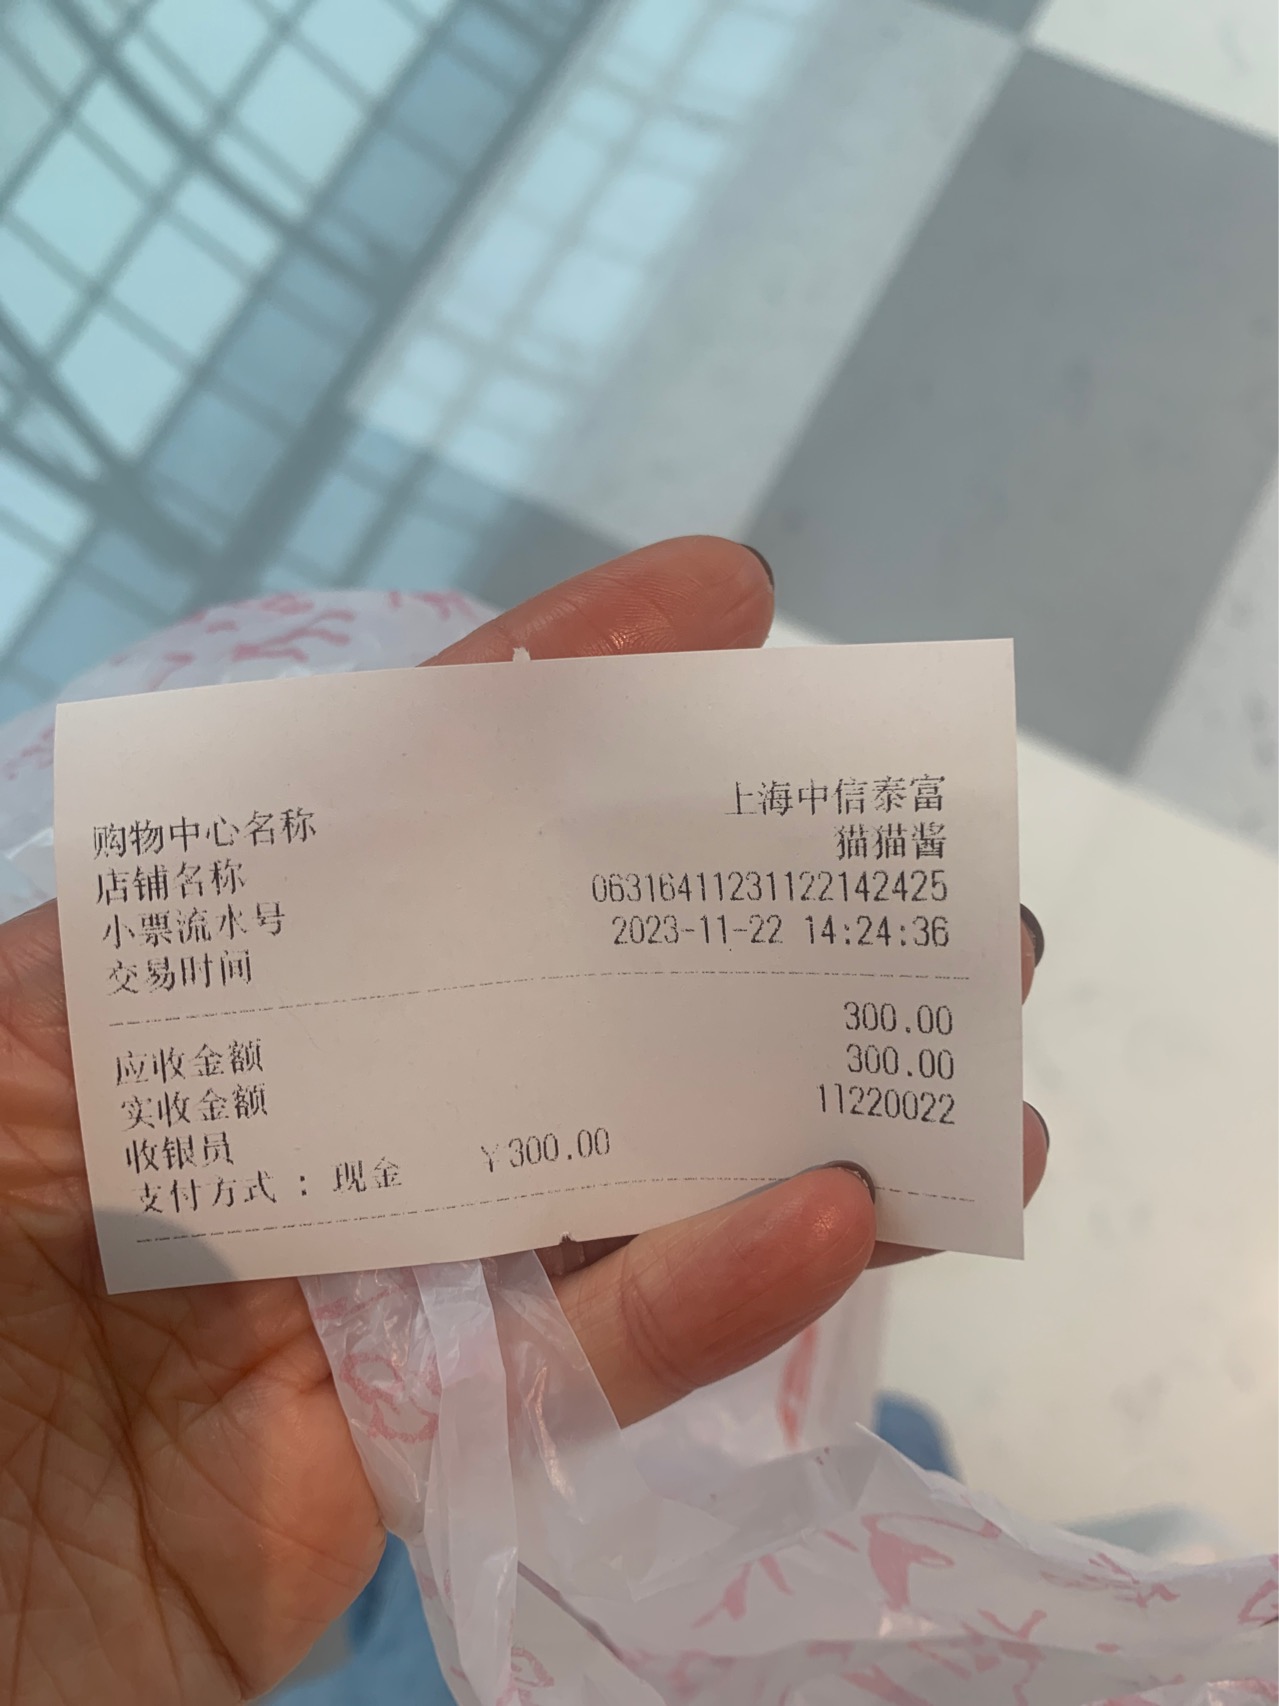 购物中心名称 上海中信泰富
店铺名称 猫猫酱
小票流水号 06316411231122142425
交易时间 2023-11-22 14:24:36
应收金额 300.00
实收金额 300.00
收银员 11220022
支付方式 : 现金 ¥300.00